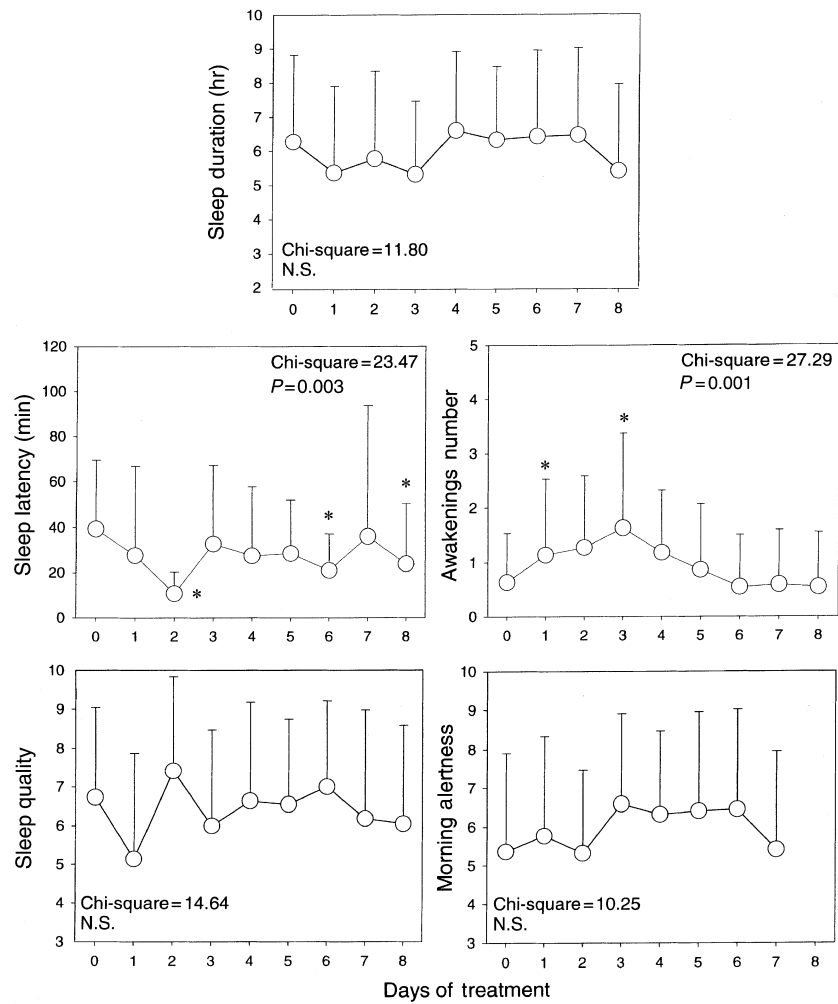 10
9
8
7
6
5
4
3
2
Sleep duration (hr)
Chi-square=11.80
N.S.
0 1 2 3 4 5 6 7 8
120
100
80
60
40
20
0
Sleep latency (min)
Chi-square=23.47
P=0.003
*
*
*
0 1 2 3 4 5 6 7 8
5
4
3
2
1
0
Awakenings number
Chi-square=27.29
P=0.001
*
*
0 1 2 3 4 5 6 7 8
10
9
8
7
6
5
4
3
Sleep quality
Chi-square=14.64
N.S.
0 1 2 3 4 5 6 7 8
10
9
8
7
6
5
4
3
Morning alertness
Chi-square=10.25
N.S.
0 1 2 3 4 5 6 7 8
Days of treatment